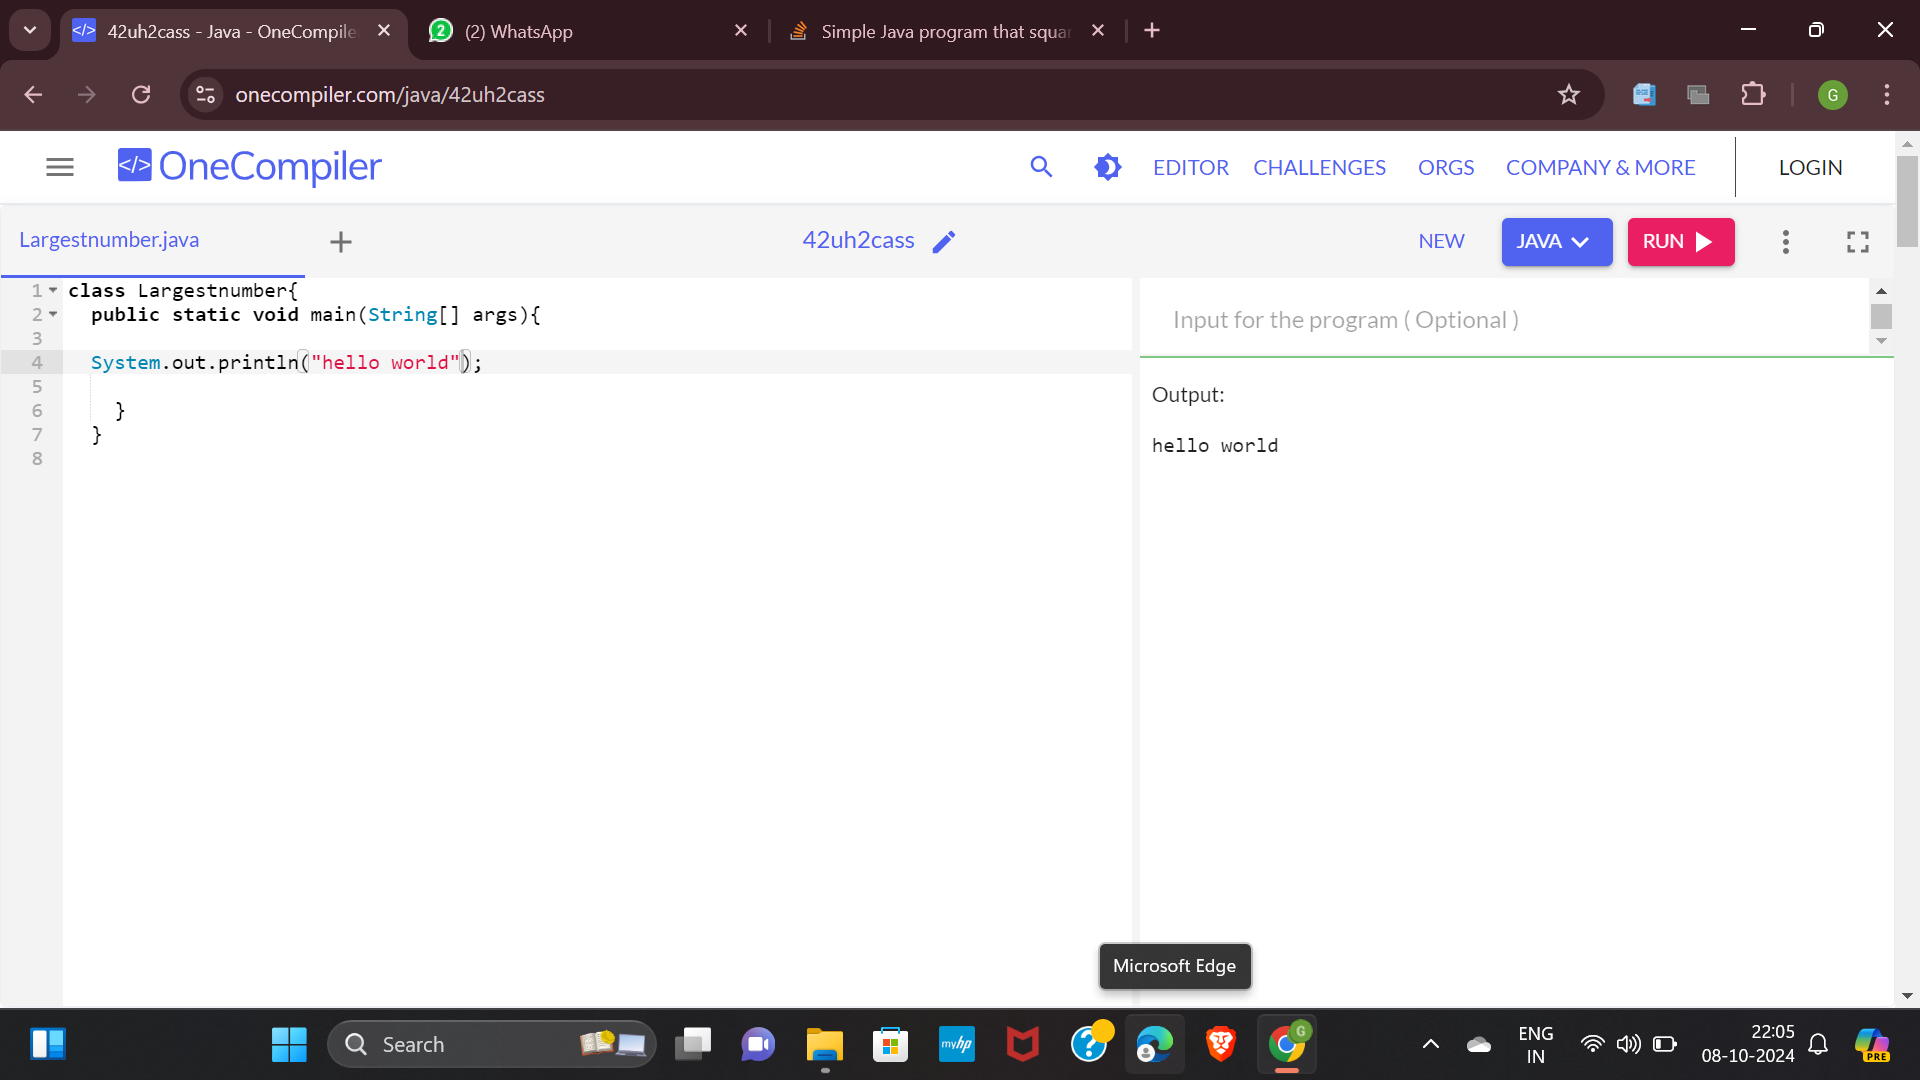 42uh2cass - Java - OneCompile
(2) WhatsApp
Simple Java program that squar
onecompiler.com/java/42uh2cass
G
</> OneCompiler
EDITOR
CHALLENGES
ORGS
COMPANY & MORE
LOGIN
Largestnumber.java
42uh2cass
NEW
JAVA
RUN
1 class Largestnumber{
2 public static void main(String[] args){
3
4 System.out.println("hello world");
5
6 }
7 }
8
Input for the program ( Optional )
Output:
hello world
Microsoft Edge
Search
myhp
G
ENG
IN
22:05
08-10-2024
PRE